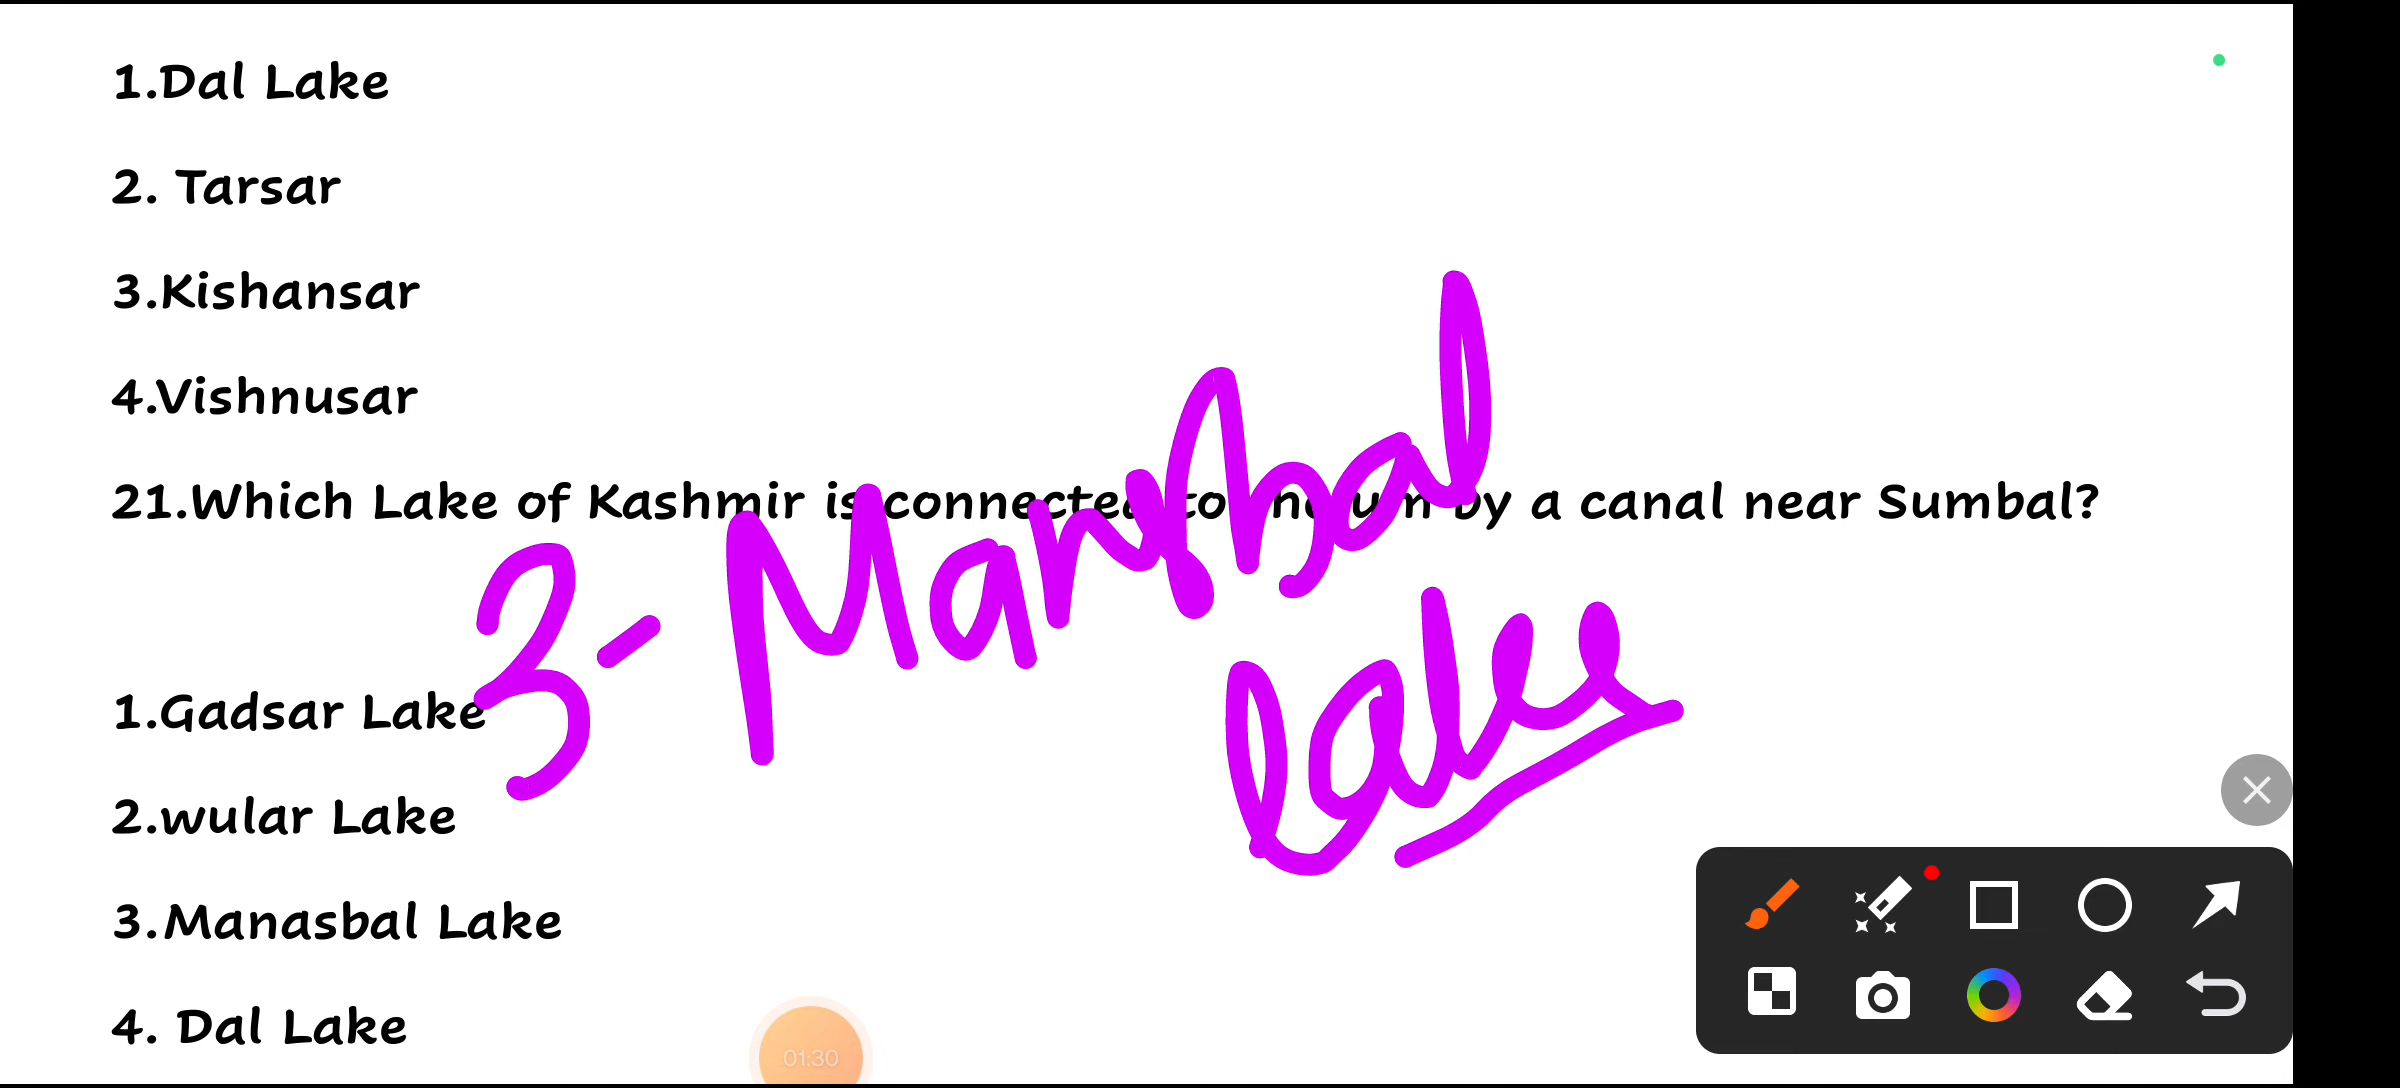 1.Dal Lake
2. Tarsar
3.Kishansar
4.Vishnusar
21.Which Lake of Kashmir is connected to by a canal near Sumbal?
3- Mansbal
Lake
1.Gadsar Lake
2.wular Lake
3.Manasbal Lake
4. Dal Lake
01:30